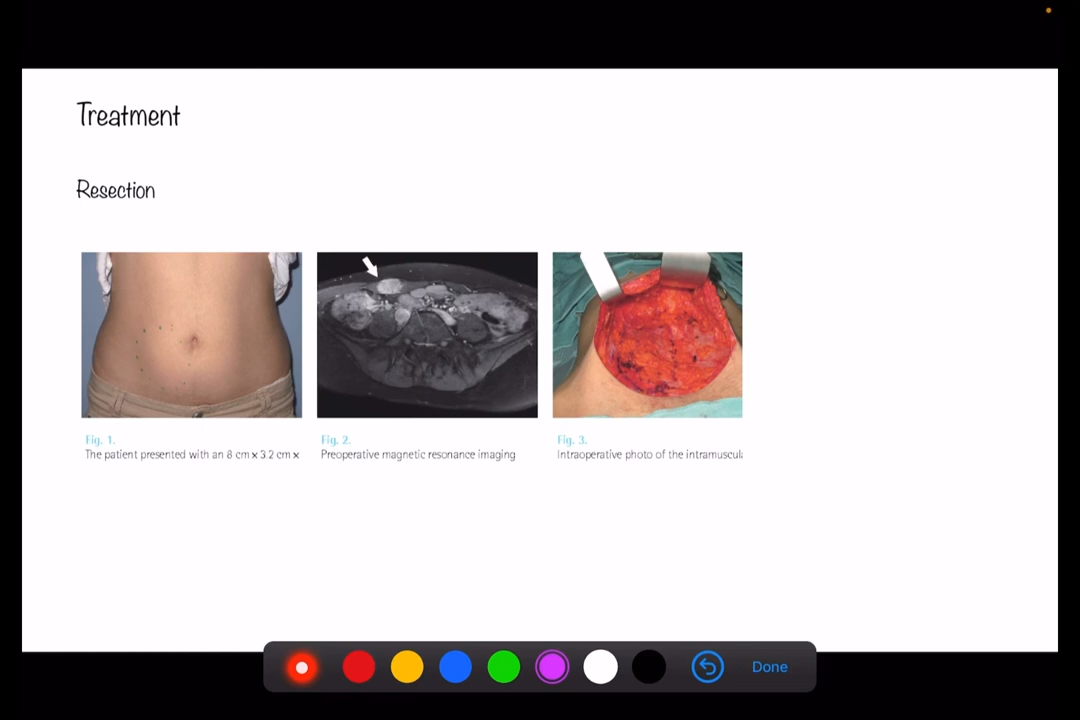 Treatment
Resection
Fig. 1.
The patient presented with an 8 cm x 3.2 cm x
Fig. 2.
Preoperative magnetic resonance imaging
Fig. 3.
Intraoperative photo of the
Done